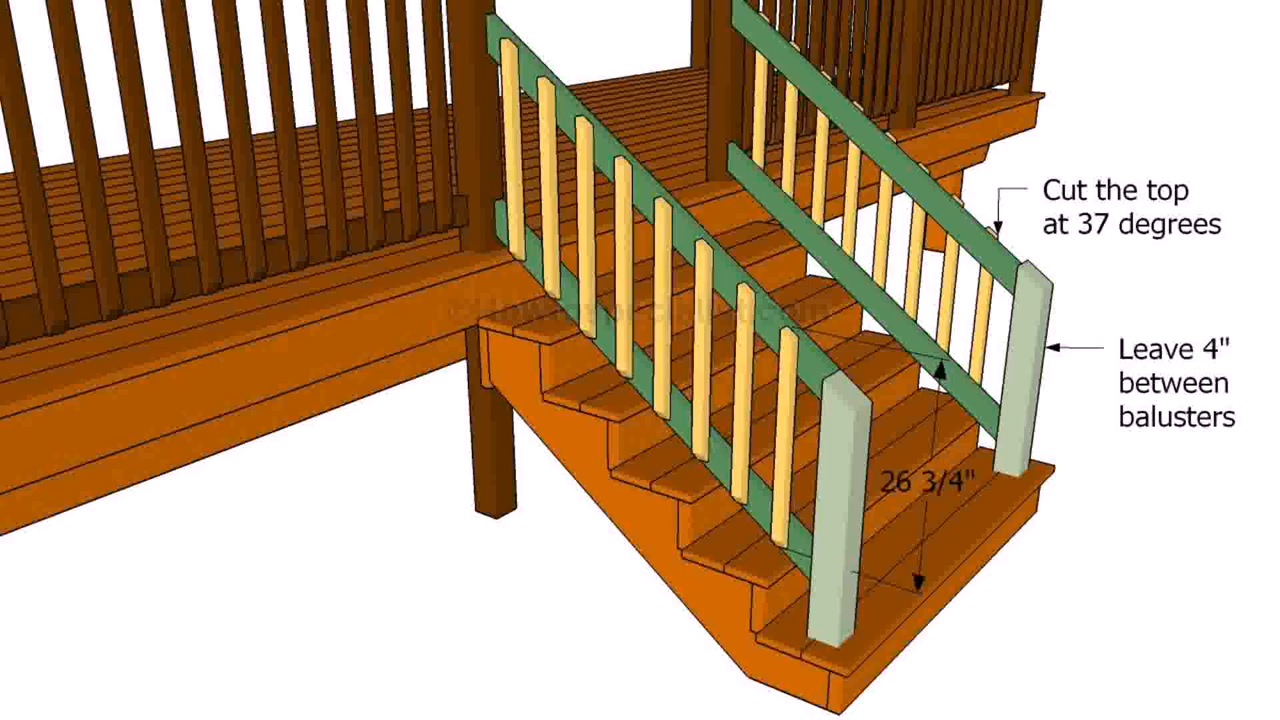 Cut the top
at 37 degrees
Leave 4"
between
balusters
26 3/4"